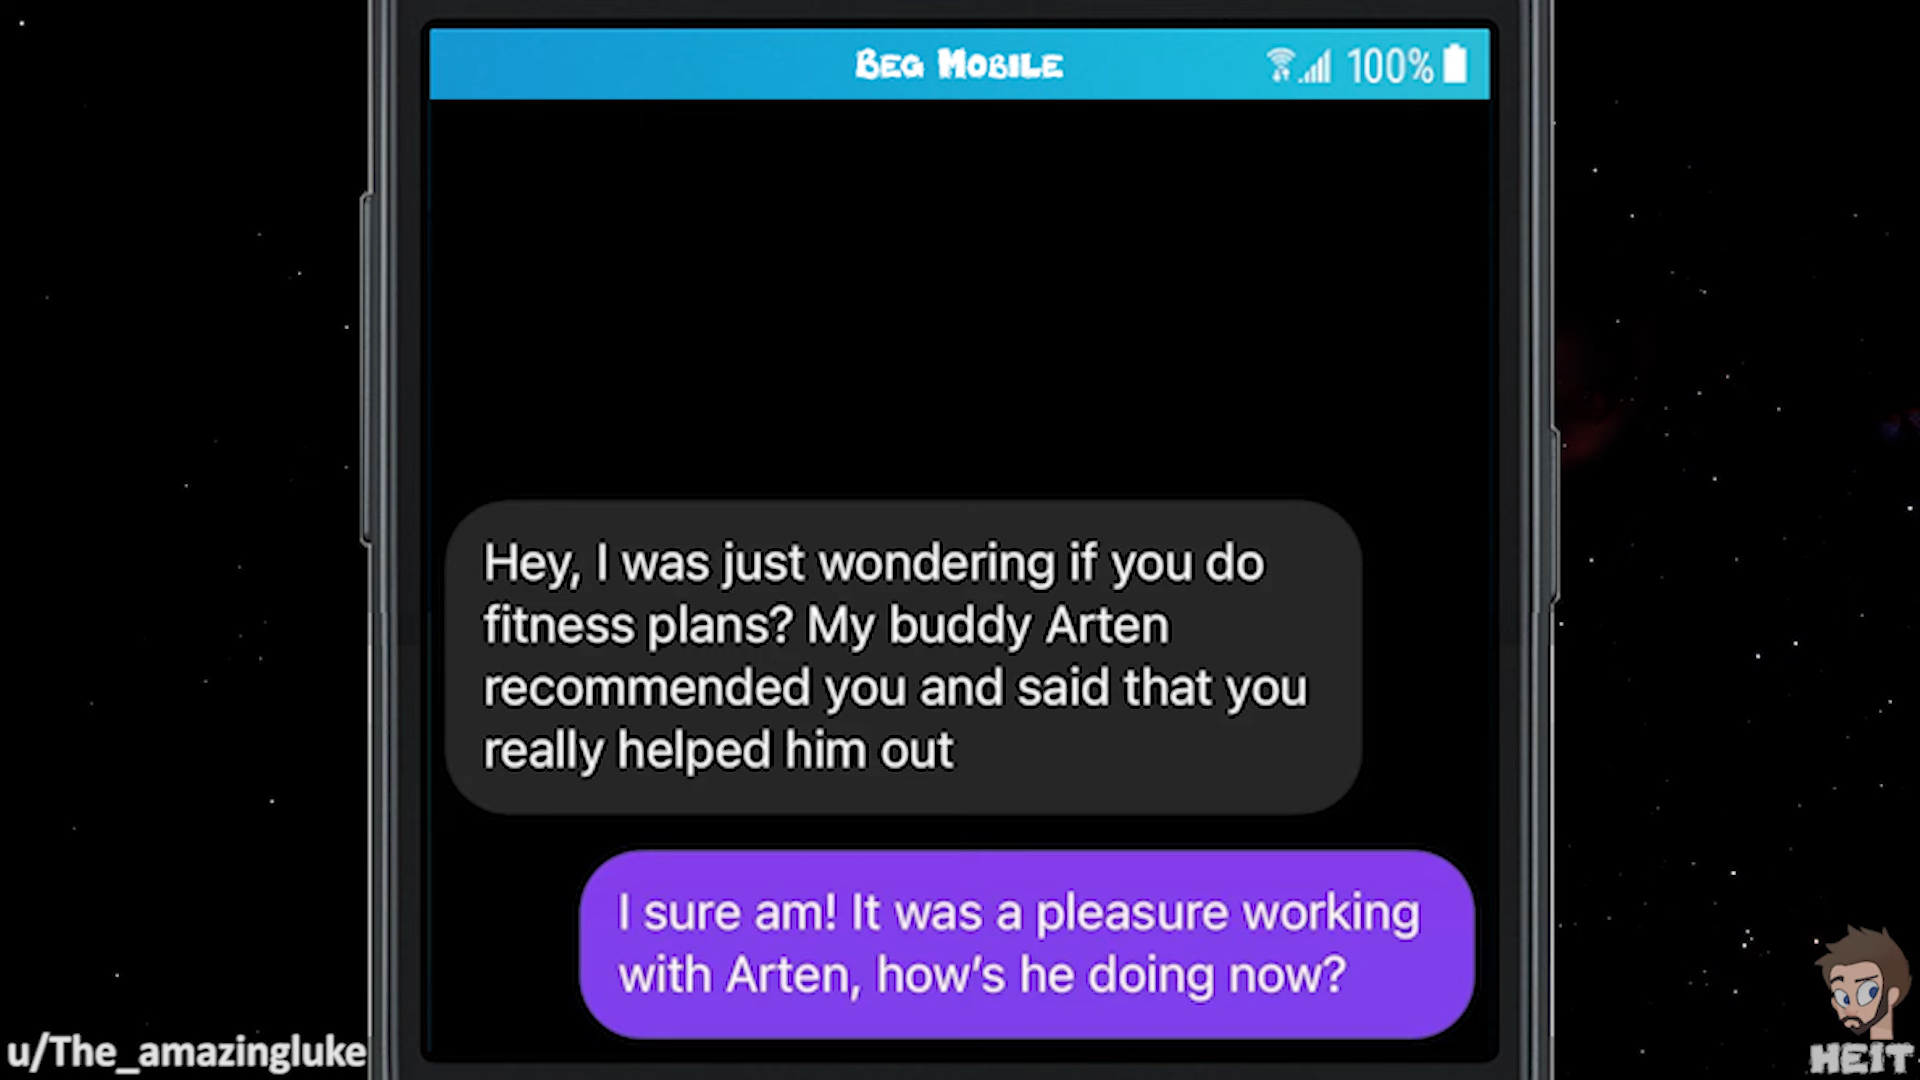 BEG MOBILE
100%
Hey, I was just wondering if you do
fitness plans? My buddy Arten
recommended you and said that you
really helped him out
I sure am! It was a pleasure working
with Arten, how’s he doing now?
u/The_amazingluke
HEIT